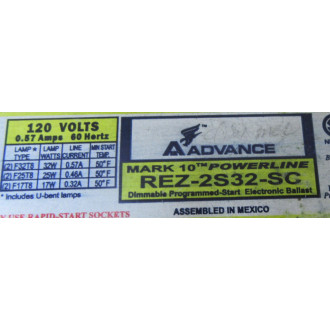 120 VOLTS
0.57 Amps 60 Hertz
LAMP * TYPE LAMP WATTS LINE CURRENT MIN START TEMP
(2) F32T8 32W 0.57A 50°F
(2) F25T8 25W 0.46A 50°F
(2) F17T8 17W 0.32A 50°F
* Includes U-bent lamps
ADVANCE
MARK 10™ POWERLINE
REZ-2S32-SC
Dimmable Programmed-Start Electronic Ballast
USE RAPID-START SOCKETS
ASSEMBLED IN MEXICO